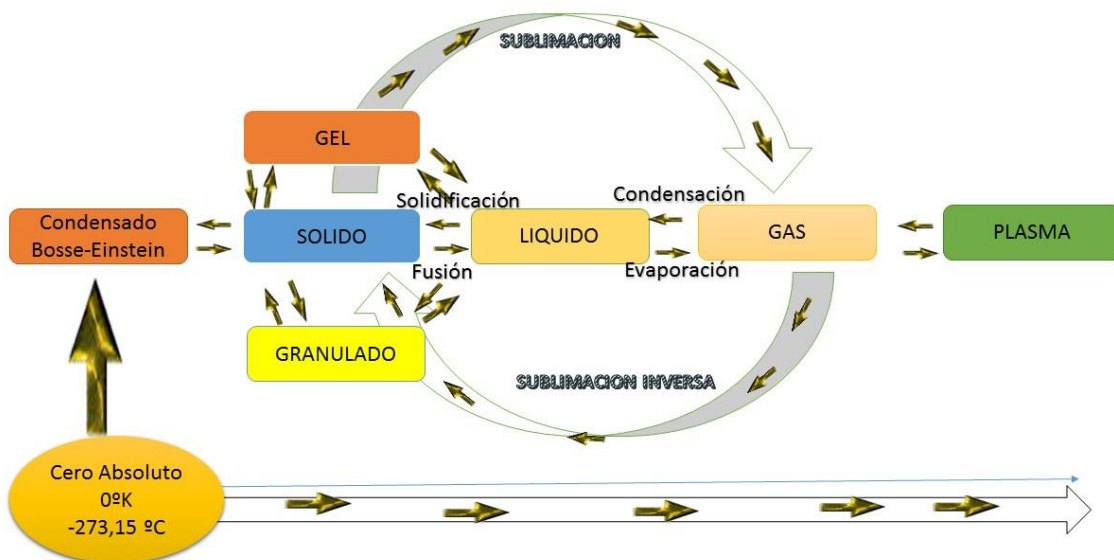 SUBLIMACION
GEL
Solidificación
Condensación
Condensado
Bosse-Einstein
SOLIDO
LIQUIDO
GAS
PLASMA
Fusión
Evaporación
GRANULADO
SUBLIMACION INVERSA
Cero Absoluto
0ºK
-273,15 ºC